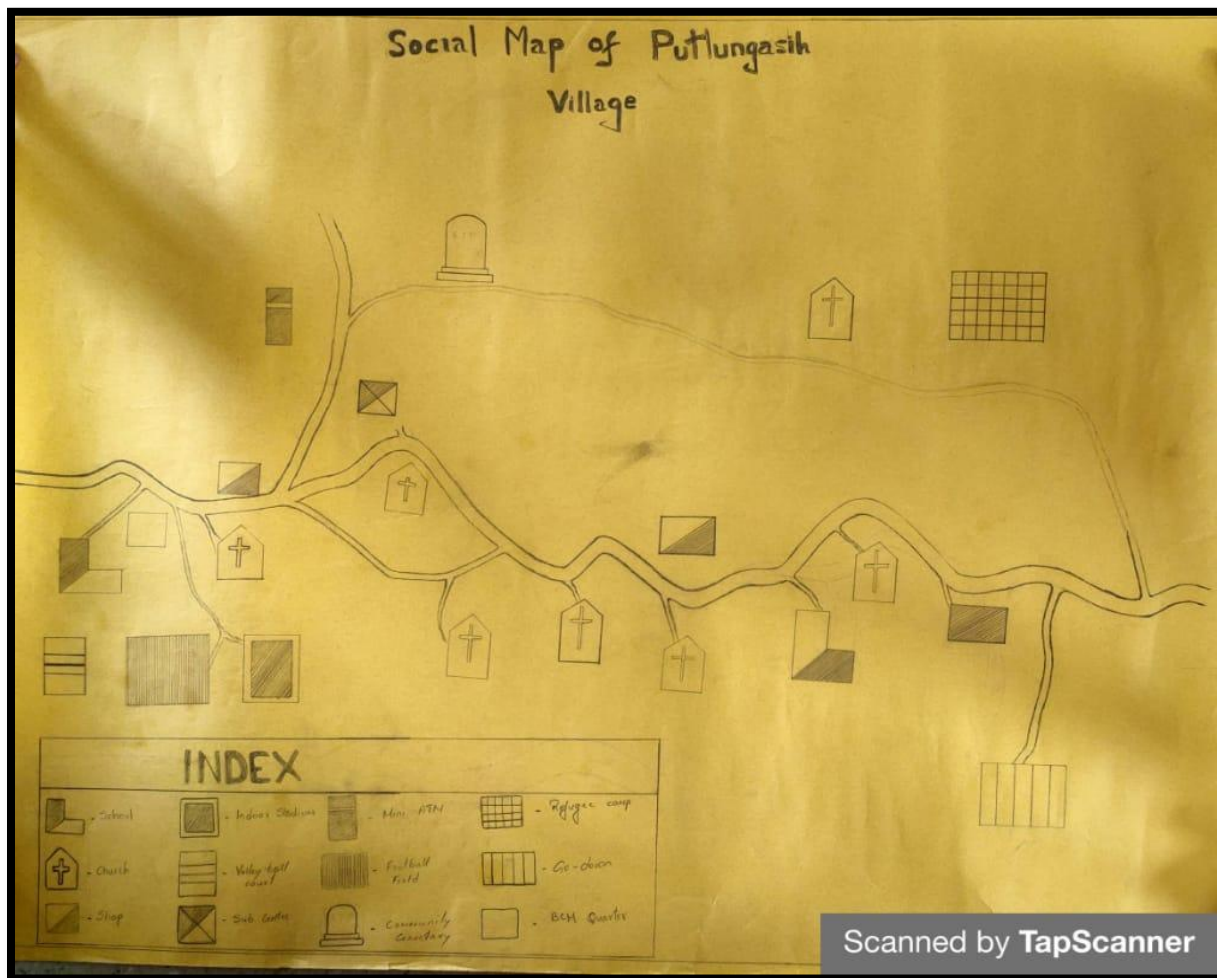 Social Map of Putlungasih
Village
R.I.P
INDEX
- School
- Indoor Stadium
- Mini ATM
- Refugee camp
- Church
- Volley ball
court
- Football
Field
- Go-down
- Shop
- Sub. Centre
- Community
Cemetery
- BCM Quarter
Scanned by TapScanner